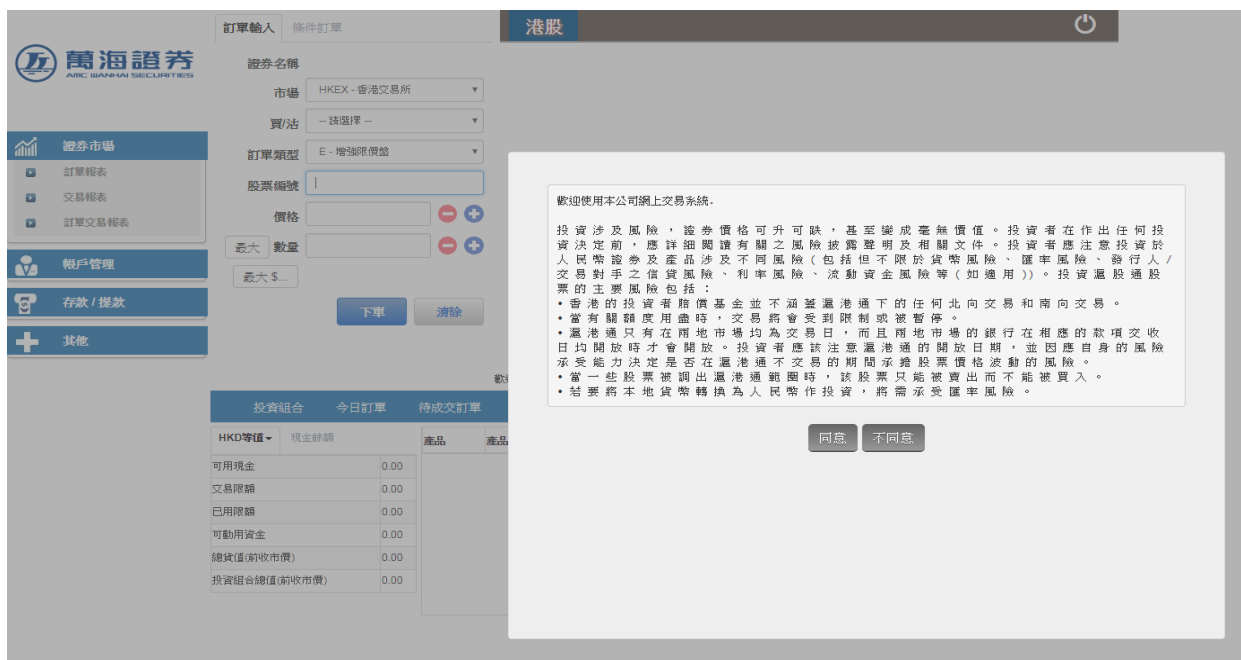 萬海證券
AMC WANHAI SECURITIES
證券市場
訂單報表
交易報表
訂單交易報表
帳戶管理
存款 / 提款
其他
訂單輸入 條件訂單
證券名稱
市場 HKEX - 香港交易所
買/沽 -- 請選擇 --
訂單類型 E - 增強限價盤
股票編號
價格
最大 數量
最大 $...
下單 清除
港股
投資組合 今日訂單 待成交訂單
HKD等值 現金餘額
產品 產品
可用現金 0.00
交易限額 0.00
已用限額 0.00
可動用資金 0.00
總貨值(前收市價) 0.00
投資組合總值(前收市價) 0.00
歡迎使用本公司網上交易系統.
投資涉及風險，證券價格可升可跌，甚至變成毫無價值。投資者在作出任何投
資決定前，應詳細閱讀有關之風險披露聲明及相關文件。投資者應注意投資於
人民幣證券及產品涉及不同風險(包括但不限於貨幣風險、匯率風險、發行人/
交易對手之信貸風險、利率風險、流動資金風險等(如適用))。投資滬股通股
票的主要風險包括：
•香港的投資者賠償基金並不涵蓋滬港通下的任何北向交易和南向交易。
•當有關額度用盡時，交易將會受到限制或被暫停。
•滬港通只有在兩地市場均為交易日，而且兩地市場的銀行在相應的款項交收
日均開放時才會開放。投資者應該注意滬港通的開放日期，並因應自身的風險
承受能力決定是否在滬港通不交易的期間承擔股票價格波動的風險。
•當一些股票被調出滬港通範圍時，該股票只能被賣出而不能被買入。
•若要將本地貨幣轉換為人民幣作投資，將需承受匯率風險。
同意 不同意